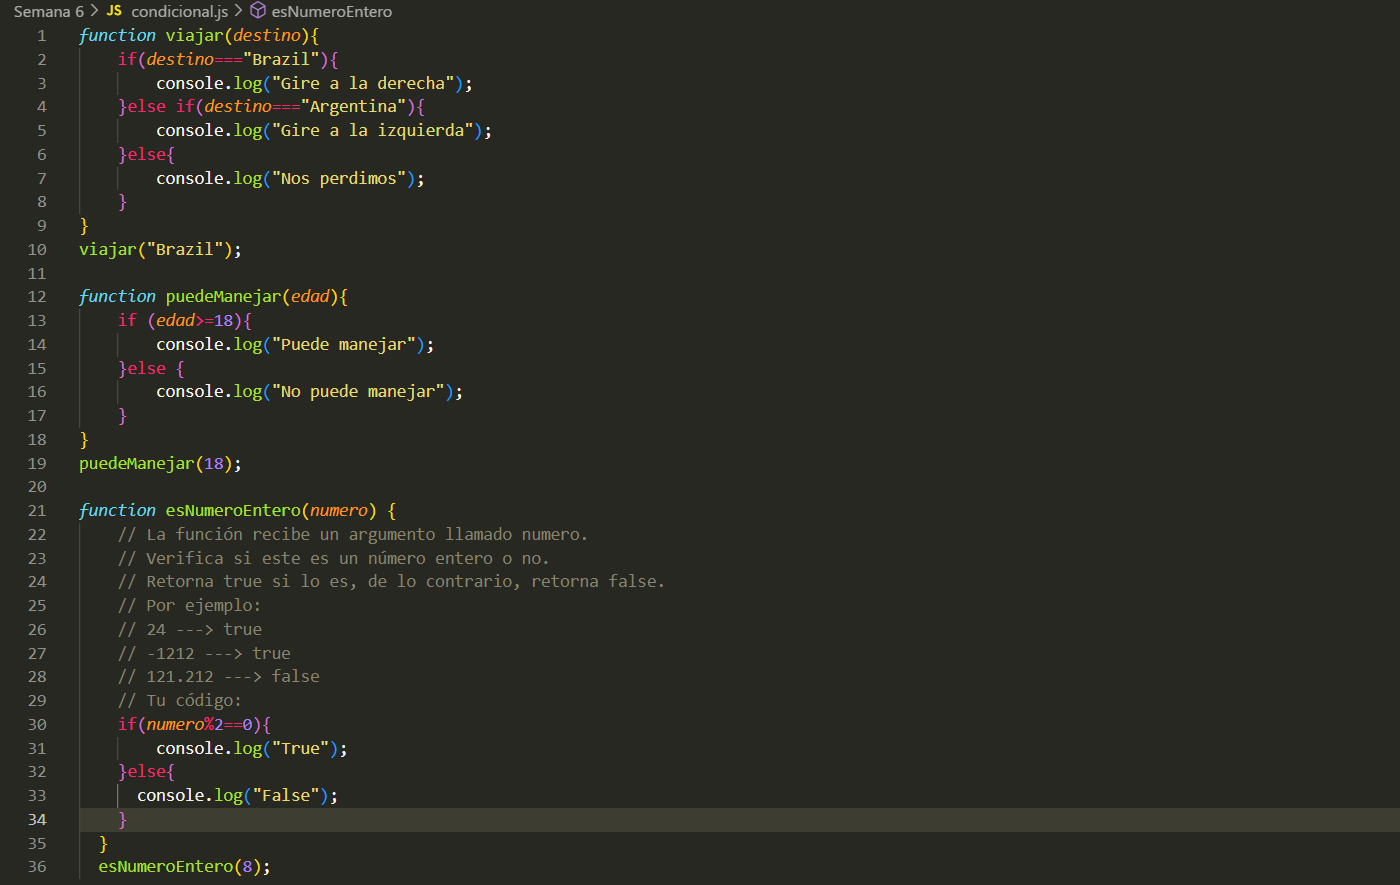 Semana 6 > JS condicional.js > esNumeroEntero
1 function viajar(destino){
2 if(destino==="Brazil"){
3 console.log("Gire a la derecha");
4 }else if(destino==="Argentina"){
5 console.log("Gire a la izquierda");
6 }else{
7 console.log("Nos perdimos");
8 }
9 }
10 viajar("Brazil");
11
12 function puedeManejar(edad){
13 if (edad>=18){
14 console.log("Puede manejar");
15 }else {
16 console.log("No puede manejar");
17 }
18 }
19 puedeManejar(18);
20
21 function esNumeroEntero(numero) {
22 // La función recibe un argumento llamado numero.
23 // Verifica si este es un número entero o no.
24 // Retorna true si lo es, de lo contrario, retorna false.
25 // Por ejemplo:
26 // 24 ---> true
27 // -1212 ---> true
28 // 121.212 ---> false
29 // Tu código:
30 if(numero%2==0){
31 console.log("True");
32 }else{
33 console.log("False");
34 }
35 }
36 esNumeroEntero(8);